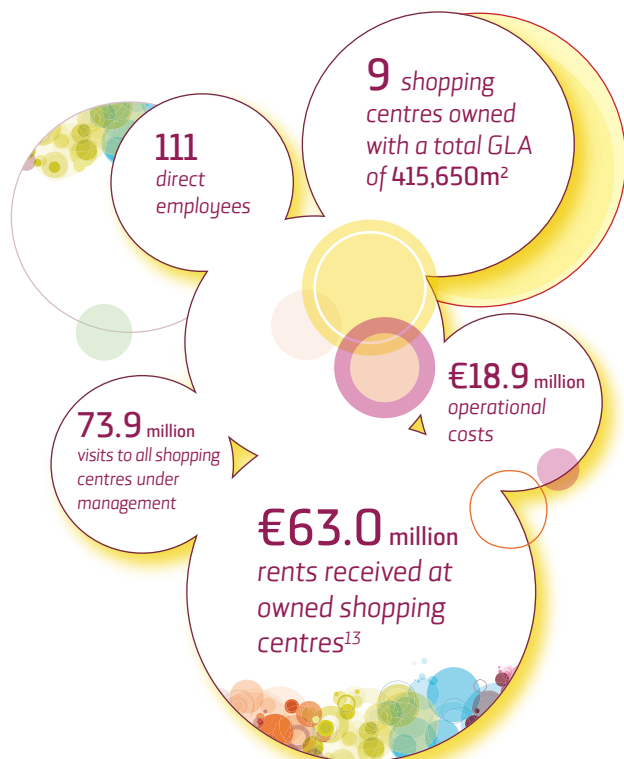 9 shopping
centres owned
with a total GLA
of 415,650m²
111
direct
employees
€18.9 million
operational
costs
73.9 million
visits to all shopping
centres under
management
€63.0 million
rents received at
owned shopping
centres¹³